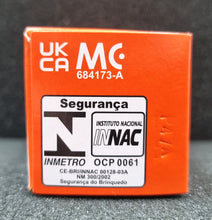 UK
CA
MC
684173-A
Segurança
N
INMETRO
INSTITUTO NACIONAL
INNAC
OCP 0061
CE-BRI/INNAC 00128-03A
NM 300/2002
Segurança do Brinquedo